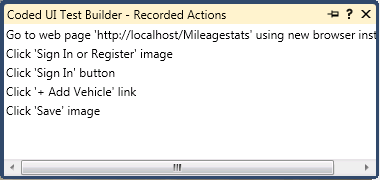 Coded UI Test Builder - Recorded Actions
Go to web page 'http://localhost/Mileagestats' using new browser inst
Click 'Sign In or Register' image
Click 'Sign In' button
Click '+ Add Vehicle' link
Click 'Save' image